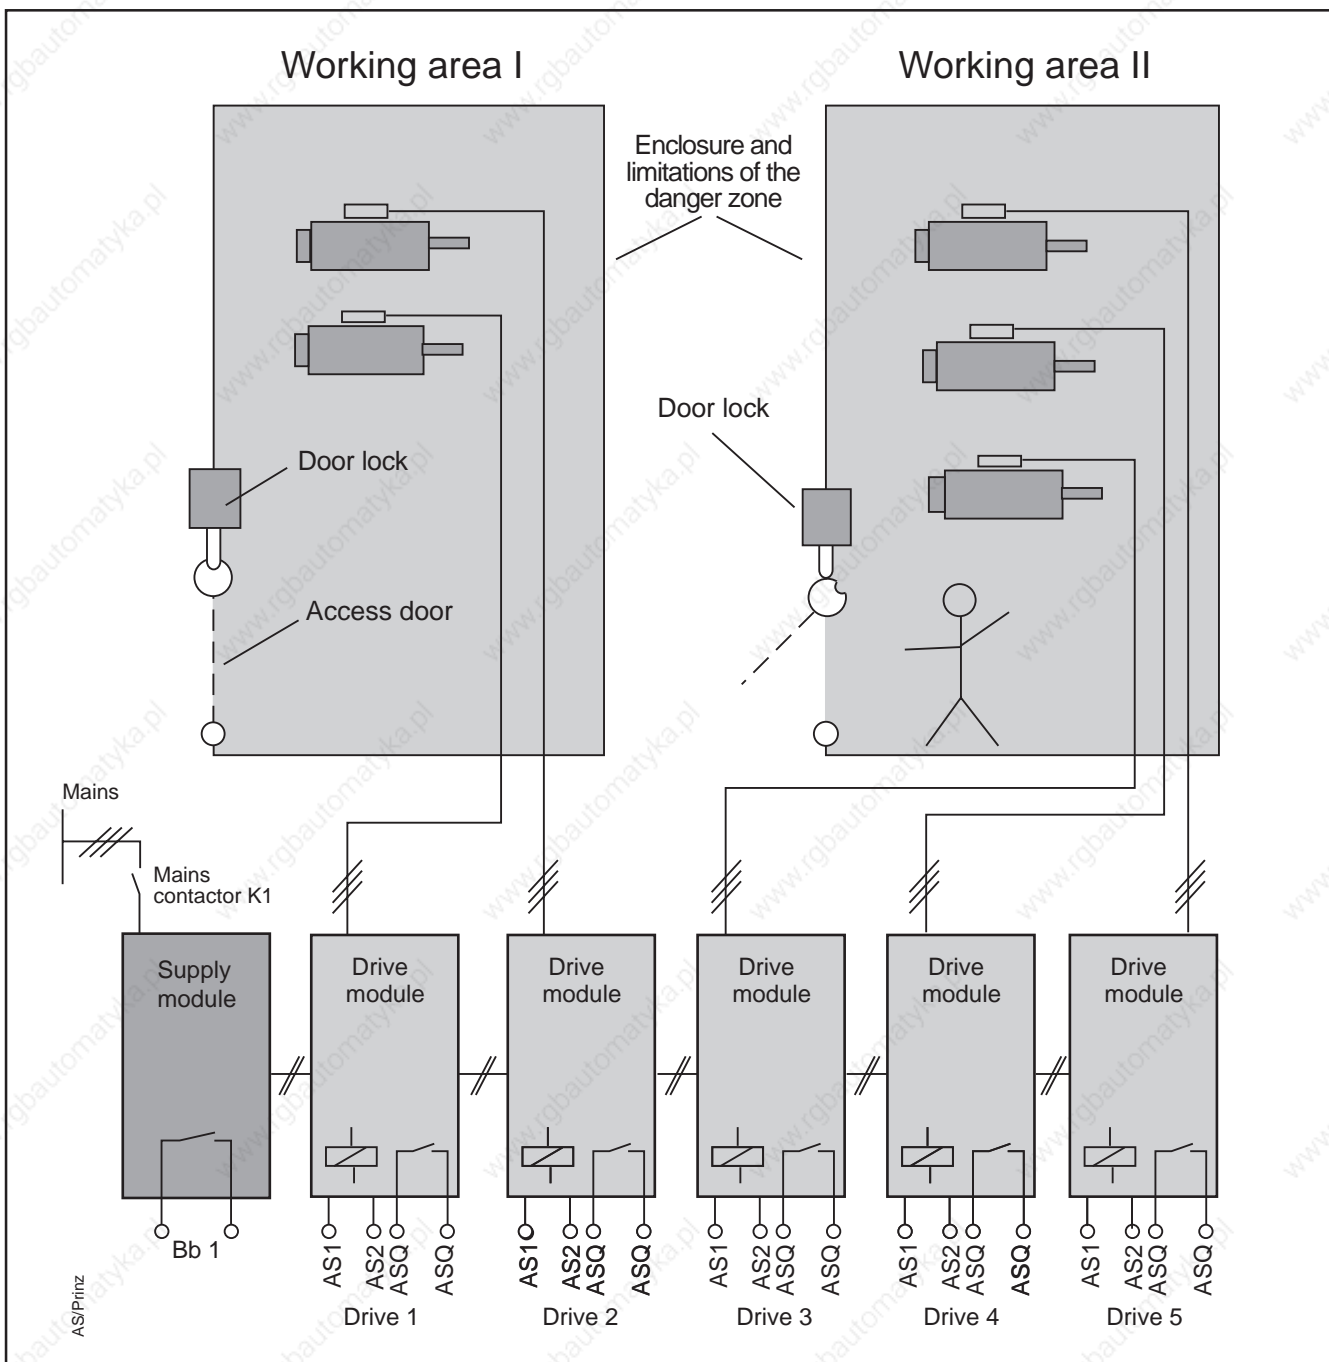 Working area I
Working area II
Enclosure and
limitations of the
danger zone
Door lock
Door lock
Access door
Mains
Mains
contactor K1
Supply
module
Drive
module
Drive
module
Drive
module
Drive
module
Drive
module
Bb 1
AS1
AS2
ASQ
ASQ
AS1
AS2
ASQ
ASQ
AS1
AS2
ASQ
ASQ
AS1
AS2
ASQ
ASQ
AS1
AS2
ASQ
ASQ
Drive 1
Drive 2
Drive 3
Drive 4
Drive 5
AS/Prinz
www.rgbautomatyka.pl